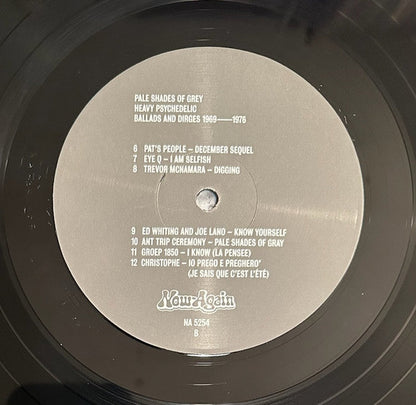 PALE SHADES OF GREY
HEAVY PSYCHEDELIC
BALLADS AND DIRGES 1969——1976
6 PAT'S PEOPLE – DECEMBER SEQUEL
7 EYE Q – I AM SELFISH
8 TREVOR MCNAMARA – DIGGING
9 ED WHITING AND JOE LANO – KNOW YOURSELF
10 ANT TRIP CEREMONY – PALE SHADES OF GRAY
11 GROEP 1850 – I KNOW (LA PENSEE)
12 CHRISTOPHE – IO PREGO E PREGHERO'
(JE SAIS QUE C'EST L'ÉTÉ)
Now-Again
NA 5254
B